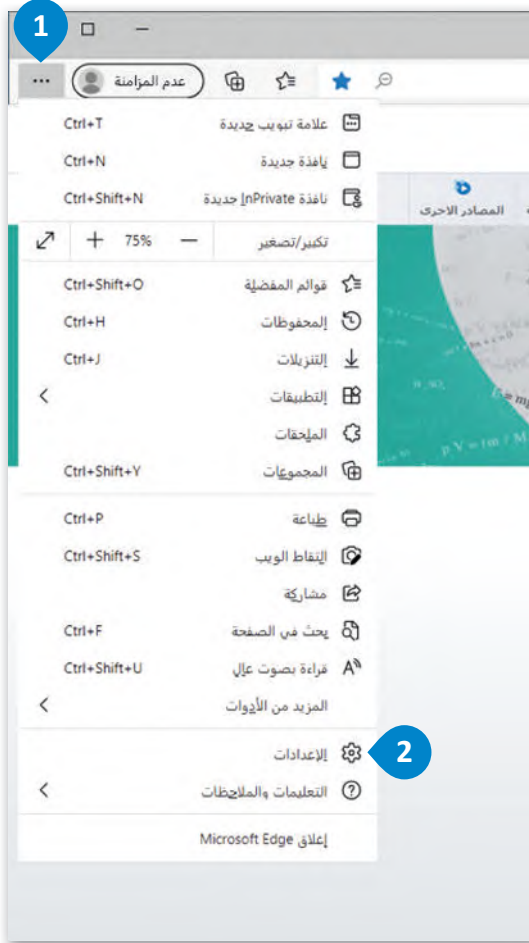 1
عدم المزامنة
علامة تبويب جديدة Ctrl+T
نافذة جديدة Ctrl+N
نافذة InPrivate جديدة Ctrl+Shift+N
المصادر الاخرى
تكبير/تصغير — 75% +
قوائم المفضلة Ctrl+Shift+O
المحفوظات Ctrl+H
التنزيلات Ctrl+J
التطبيقات
الملحقات
المجموعات Ctrl+Shift+Y
طباعة Ctrl+P
التقاط الويب Ctrl+Shift+S
مشاركة
بحث في الصفحة Ctrl+F
قراءة بصوت عالٍ Ctrl+Shift+U
المزيد من الأدوات
الإعدادات 2
التعليمات والملاحظات
إغلاق Microsoft Edge